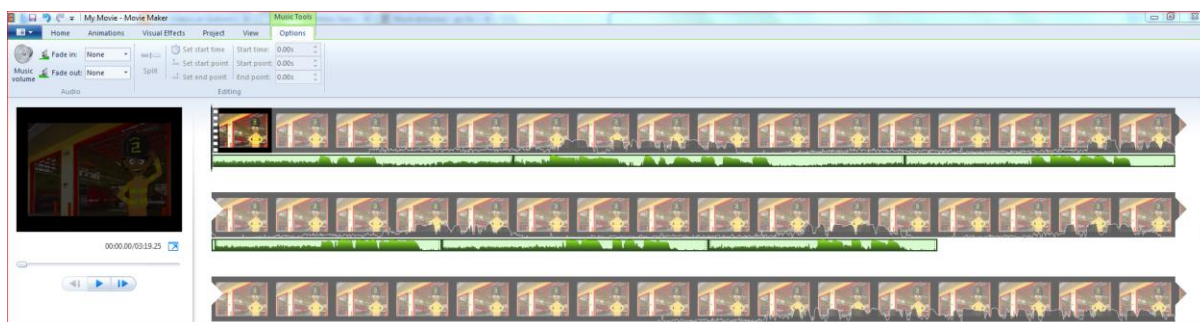 My Movie - Movie Maker
Music Tools
Home Animations Visual Effects Project View Options
Music volume
Fade in: None
Fade out: None
Split
Set start time Start time: 0.00s
Set start point Start point: 0.00s
Set end point End point: 0.00s
Audio Editing
2
00:00.00/03:19.25